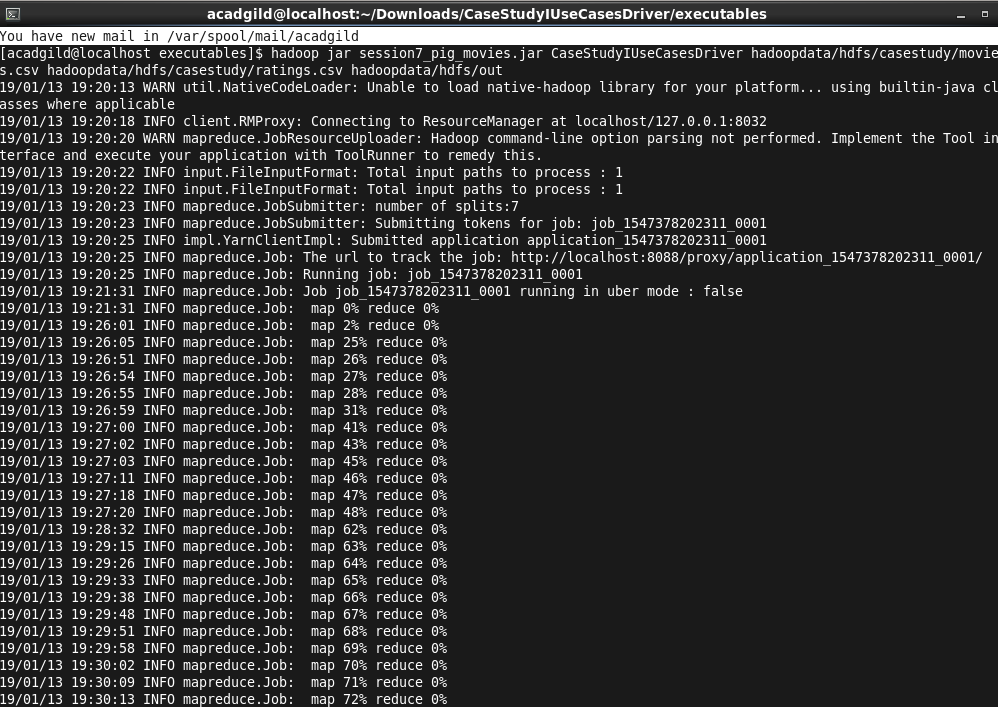 acadgild@localhost:~/Downloads/CaseStudyIUseCasesDriver/executables
You have new mail in /var/spool/mail/acadgild
[acadgild@localhost executables]$ hadoop jar session7_pig_movies.jar CaseStudyIUseCasesDriver hadoopdata/hdfs/casestudy/movie
s.csv hadoopdata/hdfs/casestudy/ratings.csv hadoopdata/hdfs/out
19/01/13 19:20:13 WARN util.NativeCodeLoader: Unable to load native-hadoop library for your platform... using builtin-java cl
asses where applicable
19/01/13 19:20:18 INFO client.RMProxy: Connecting to ResourceManager at localhost/127.0.0.1:8032
19/01/13 19:20:20 WARN mapreduce.JobResourceUploader: Hadoop command-line option parsing not performed. Implement the Tool in
terface and execute your application with ToolRunner to remedy this.
19/01/13 19:20:22 INFO input.FileInputFormat: Total input paths to process : 1
19/01/13 19:20:22 INFO input.FileInputFormat: Total input paths to process : 1
19/01/13 19:20:23 INFO mapreduce.JobSubmitter: number of splits:7
19/01/13 19:20:23 INFO mapreduce.JobSubmitter: Submitting tokens for job: job_1547378202311_0001
19/01/13 19:20:25 INFO impl.YarnClientImpl: Submitted application application_1547378202311_0001
19/01/13 19:20:25 INFO mapreduce.Job: The url to track the job: http://localhost:8088/proxy/application_1547378202311_0001/
19/01/13 19:20:25 INFO mapreduce.Job: Running job: job_1547378202311_0001
19/01/13 19:21:31 INFO mapreduce.Job: Job job_1547378202311_0001 running in uber mode : false
19/01/13 19:21:31 INFO mapreduce.Job:  map 0% reduce 0%
19/01/13 19:26:01 INFO mapreduce.Job:  map 2% reduce 0%
19/01/13 19:26:05 INFO mapreduce.Job:  map 25% reduce 0%
19/01/13 19:26:51 INFO mapreduce.Job:  map 26% reduce 0%
19/01/13 19:26:54 INFO mapreduce.Job:  map 27% reduce 0%
19/01/13 19:26:55 INFO mapreduce.Job:  map 28% reduce 0%
19/01/13 19:26:59 INFO mapreduce.Job:  map 31% reduce 0%
19/01/13 19:27:00 INFO mapreduce.Job:  map 41% reduce 0%
19/01/13 19:27:02 INFO mapreduce.Job:  map 43% reduce 0%
19/01/13 19:27:03 INFO mapreduce.Job:  map 45% reduce 0%
19/01/13 19:27:11 INFO mapreduce.Job:  map 46% reduce 0%
19/01/13 19:27:18 INFO mapreduce.Job:  map 47% reduce 0%
19/01/13 19:27:20 INFO mapreduce.Job:  map 48% reduce 0%
19/01/13 19:28:32 INFO mapreduce.Job:  map 62% reduce 0%
19/01/13 19:29:15 INFO mapreduce.Job:  map 63% reduce 0%
19/01/13 19:29:26 INFO mapreduce.Job:  map 64% reduce 0%
19/01/13 19:29:33 INFO mapreduce.Job:  map 65% reduce 0%
19/01/13 19:29:38 INFO mapreduce.Job:  map 66% reduce 0%
19/01/13 19:29:48 INFO mapreduce.Job:  map 67% reduce 0%
19/01/13 19:29:51 INFO mapreduce.Job:  map 68% reduce 0%
19/01/13 19:29:58 INFO mapreduce.Job:  map 69% reduce 0%
19/01/13 19:30:02 INFO mapreduce.Job:  map 70% reduce 0%
19/01/13 19:30:09 INFO mapreduce.Job:  map 71% reduce 0%
19/01/13 19:30:13 INFO mapreduce.Job:  map 72% reduce 0%